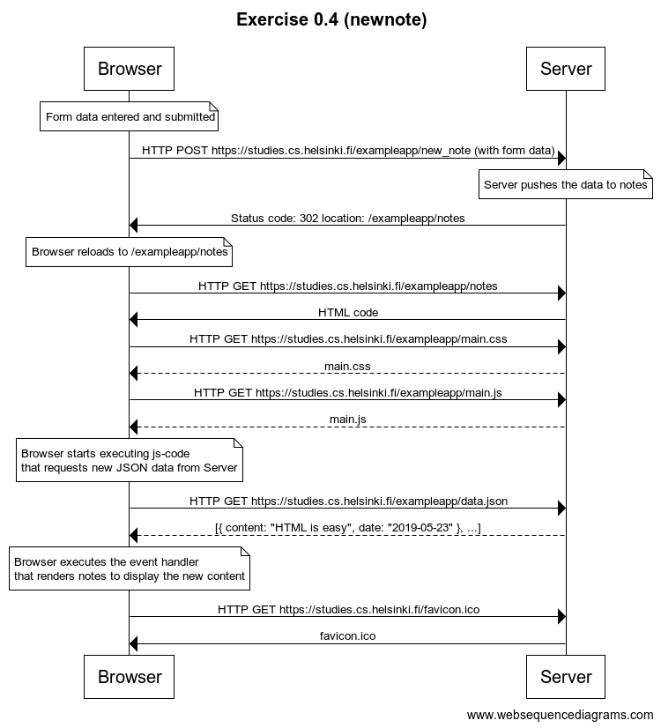 Exercise 0.4 (newnote)
Browser
Server
Form data entered and submitted
HTTP POST https://studies.cs.helsinki.fi/exampleapp/new_note (with form data)
Server pushes the data to notes
Status code: 302 location: /exampleapp/notes
Browser reloads to /exampleapp/notes
HTTP GET https://studies.cs.helsinki.fi/exampleapp/notes
HTML code
HTTP GET https://studies.cs.helsinki.fi/exampleapp/main.css
main.css
HTTP GET https://studies.cs.helsinki.fi/exampleapp/main.js
main.js
Browser starts executing js-code
that requests new JSON data from Server
HTTP GET https://studies.cs.helsinki.fi/exampleapp/data.json
[{ content: "HTML is easy", date: "2019-05-23" }, ...]
Browser executes the event handler
that renders notes to display the new content
HTTP GET https://studies.cs.helsinki.fi/favicon.ico
favicon.ico
Browser
Server
www.websequencediagrams.com